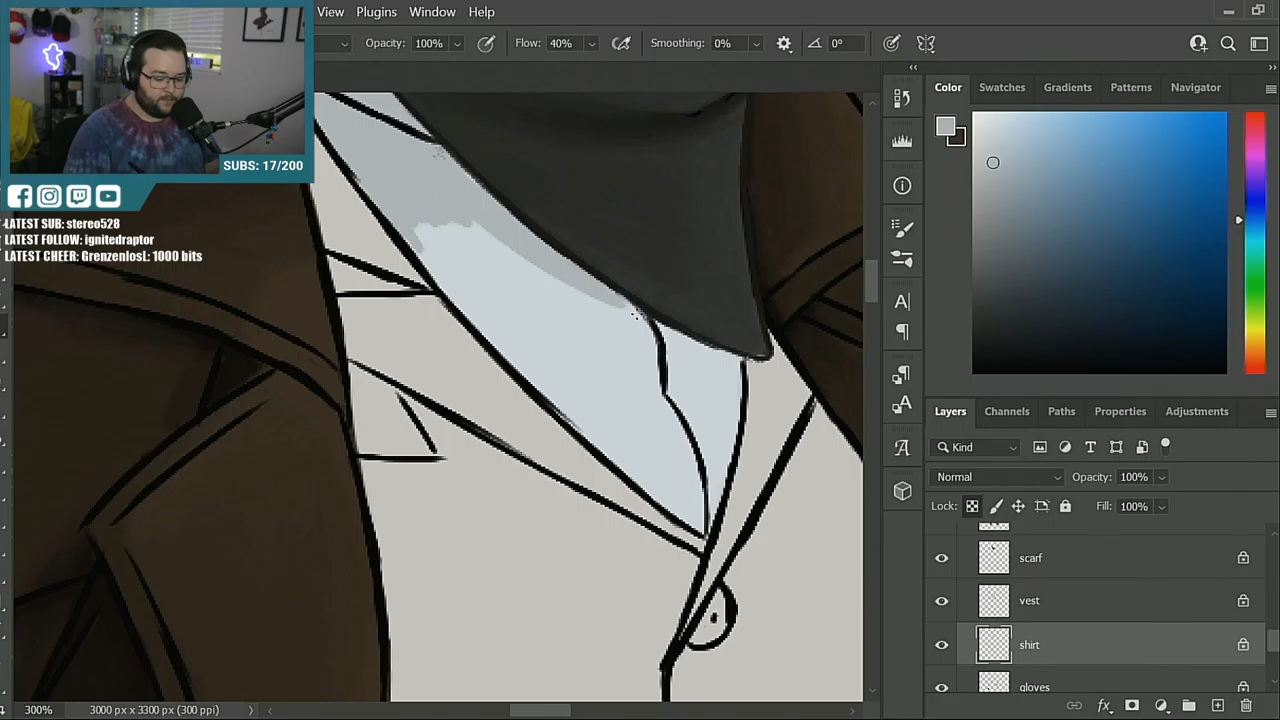 View Plugins Window Help
Opacity: 100% Flow: 40% Smoothing: 0% 0°
SUBS: 17/200
LATEST SUB: stereo528
LATEST FOLLOW: ignitedraptor
LATEST CHEER: GrenzenlosL: 1000 bits
Color Swatches Gradients Patterns Navigator
Layers Channels Paths Properties Adjustments
Kind
Normal Opacity: 100%
Lock: Fill: 100%
scarf
vest
shirt
gloves
300% 3000 px x 3300 px (300 ppi)